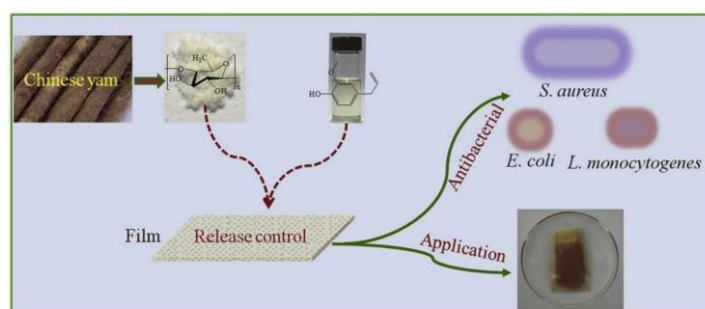 Chinese yam
H₃C
O
O
HO
OH
n
O
HO
S. aureus
E. coli
L. monocytogenes
Antibacterial
Film
Release control
Application